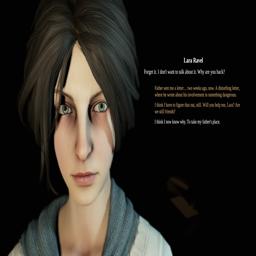 Lara Ravel
Forget it. I don't want to talk about it. Why are you back?
Father sent me a letter... two weeks ago, now. A disturbing letter,
where he wrote about his involvement in something dangerous.
I think I have to figure that out, still. Will you help me, Lara? Are
we still friends?
I think I now know why. To take my father's place.